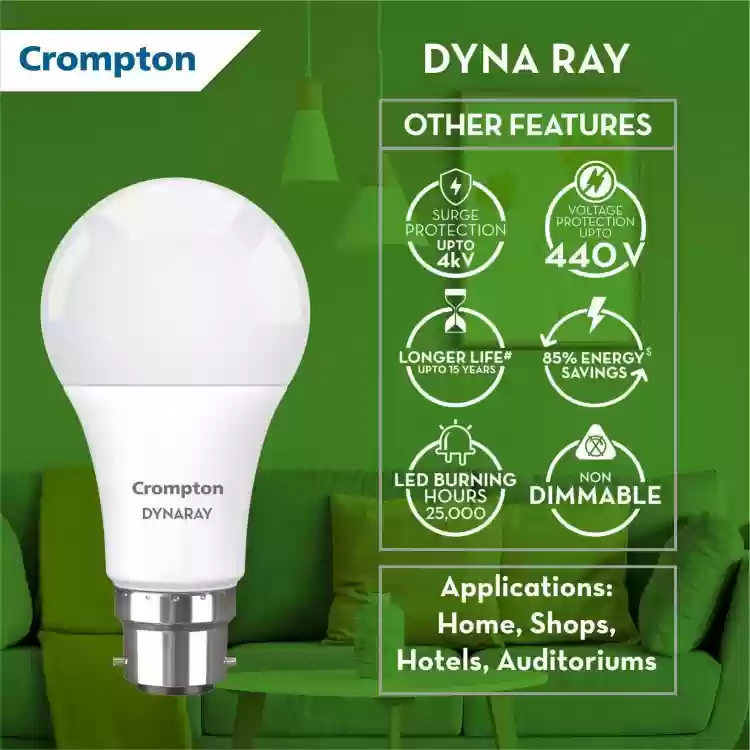 Crompton
DYNA RAY
OTHER FEATURES
SURGE
PROTECTION
UPTO
4kV
VOLTAGE
PROTECTION
UPTO
440V
LONGER LIFE#
UPTO 15 YEARS
85% ENERGY$
SAVINGS
LED BURNING
HOURS
25,000
NON
DIMMABLE
Crompton
DYNARAY
Applications:
Home, Shops,
Hotels, Auditoriums